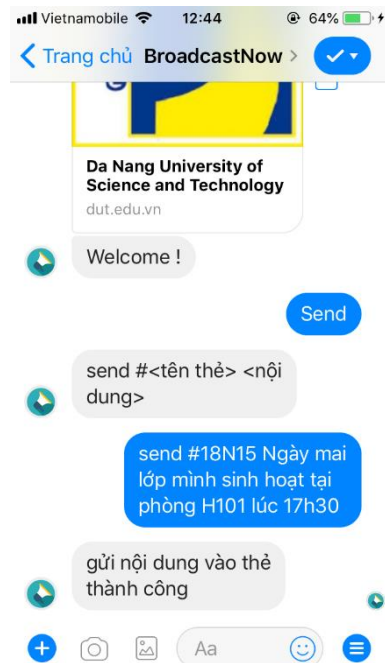 Vietnamobile 12:44 64%
Trang chủ BroadcastNow
Da Nang University of
Science and Technology
dut.edu.vn
Welcome !
Send
send #<tên thẻ> <nội
dung>
send #18N15 Ngày mai
lớp mình sinh hoạt tại
phòng H101 lúc 17h30
gửi nội dung vào thẻ
thành công
Aa